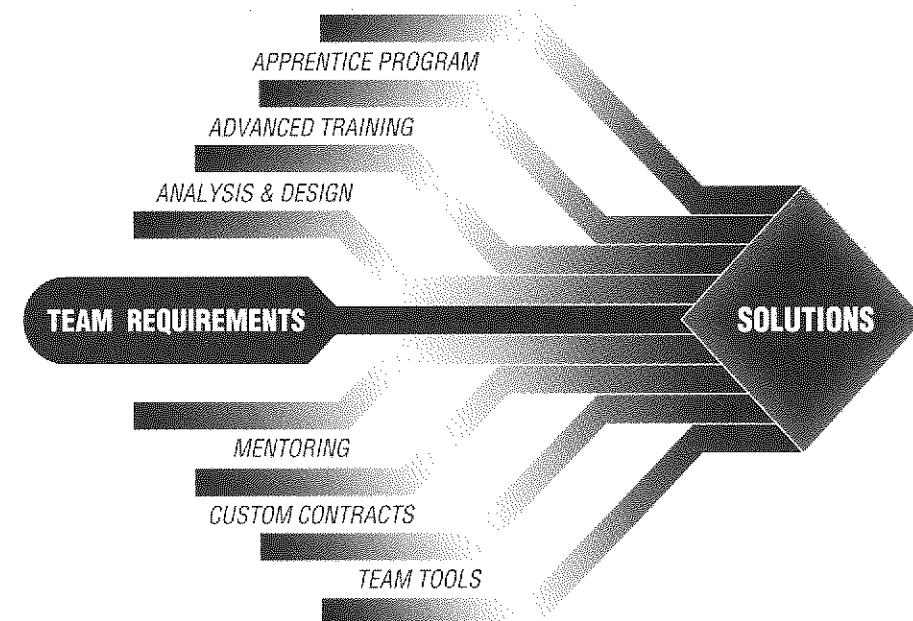 APPRENTICE PROGRAM
ADVANCED TRAINING
ANALYSIS & DESIGN
TEAM REQUIREMENTS
SOLUTIONS
MENTORING
CUSTOM CONTRACTS
TEAM TOOLS